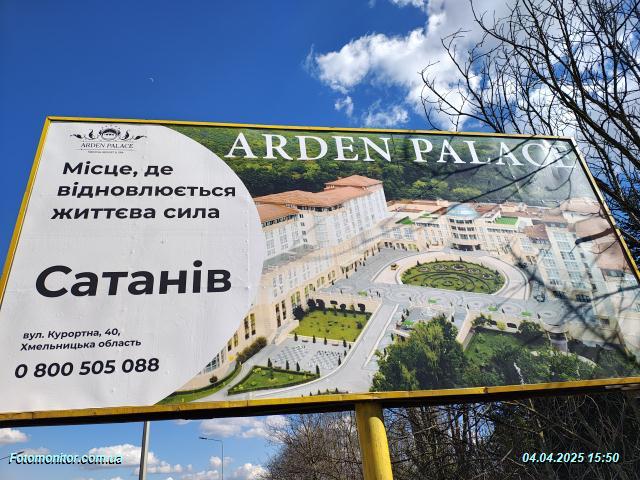 ARDEN PALACE
ARDEN PALACE
Місце, де
відновлюється
життєва сила
Сатанів
вул. Курортна, 40,
Хмельницька область
0 800 505 088
Fotomonitor.com.ua
04.04.2025 15:50